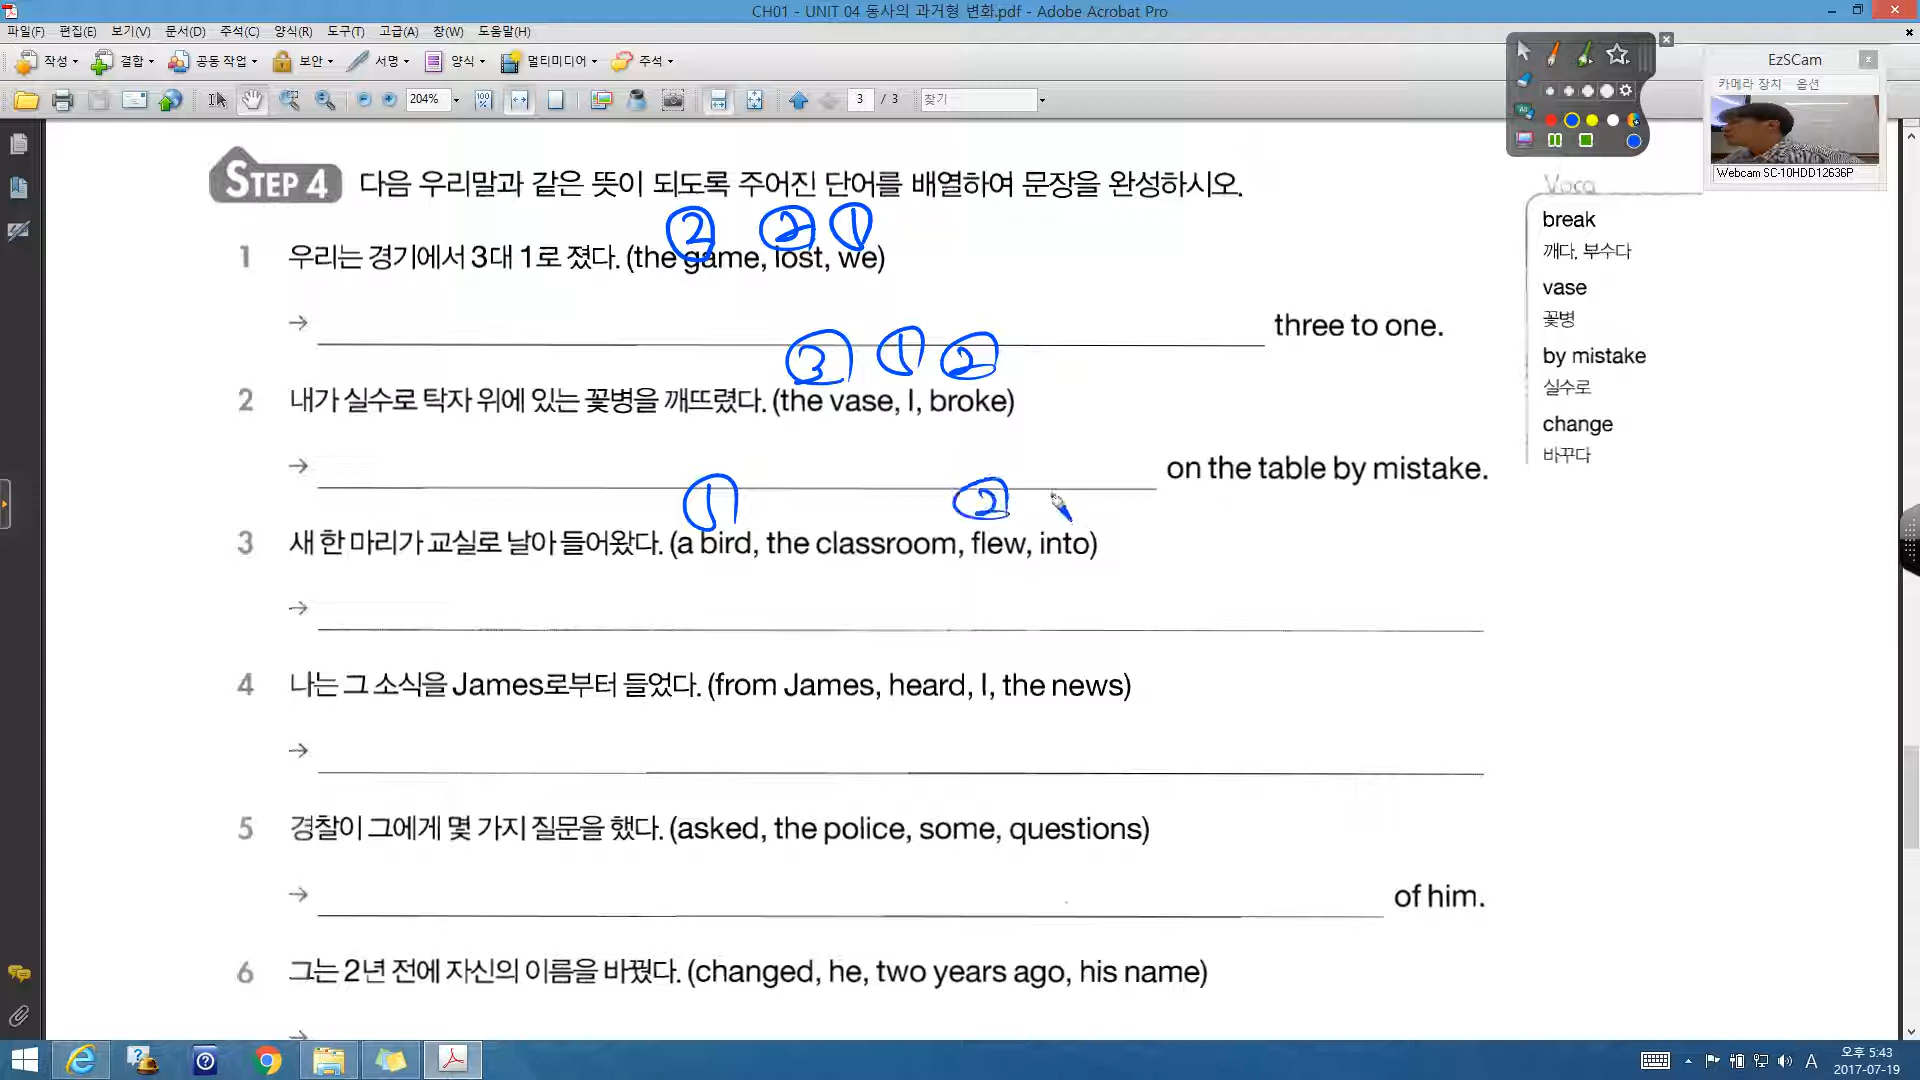 CH01 - UNIT 04 동사의 과거형 변화.pdf - Adobe Acrobat Pro
파일(F) 편집(E) 보기(V) 문서(D) 주석(C) 양식(R) 도구(T) 고급(A) 창(W) 도움말(H)
작성 결합 공동 작업 보안 서명 양식 멀티미디어 주석
204% 3 / 3 찾기
EzSCam
카메라 장치 옵션
Webcam SC-10HDD12636P
STEP 4 다음 우리말과 같은 뜻이 되도록 주어진 단어를 배열하여 문장을 완성하시오.
② ② ①
1 우리는 경기에서 3대 1로 졌다. (the game, lost, we)
→ three to one.
③ ① ②
2 내가 실수로 탁자 위에 있는 꽃병을 깨뜨렸다. (the vase, I, broke)
→ on the table by mistake.
① ②
3 새 한 마리가 교실로 날아 들어왔다. (a bird, the classroom, flew, into)
→
4 나는 그 소식을 James로부터 들었다. (from James, heard, I, the news)
→
5 경찰이 그에게 몇 가지 질문을 했다. (asked, the police, some, questions)
→ of him.
6 그는 2년 전에 자신의 이름을 바꿨다. (changed, he, two years ago, his name)
→
Voca
break
깨다, 부수다
vase
꽃병
by mistake
실수로
change
바꾸다
A
오후 5:43
2017-07-19